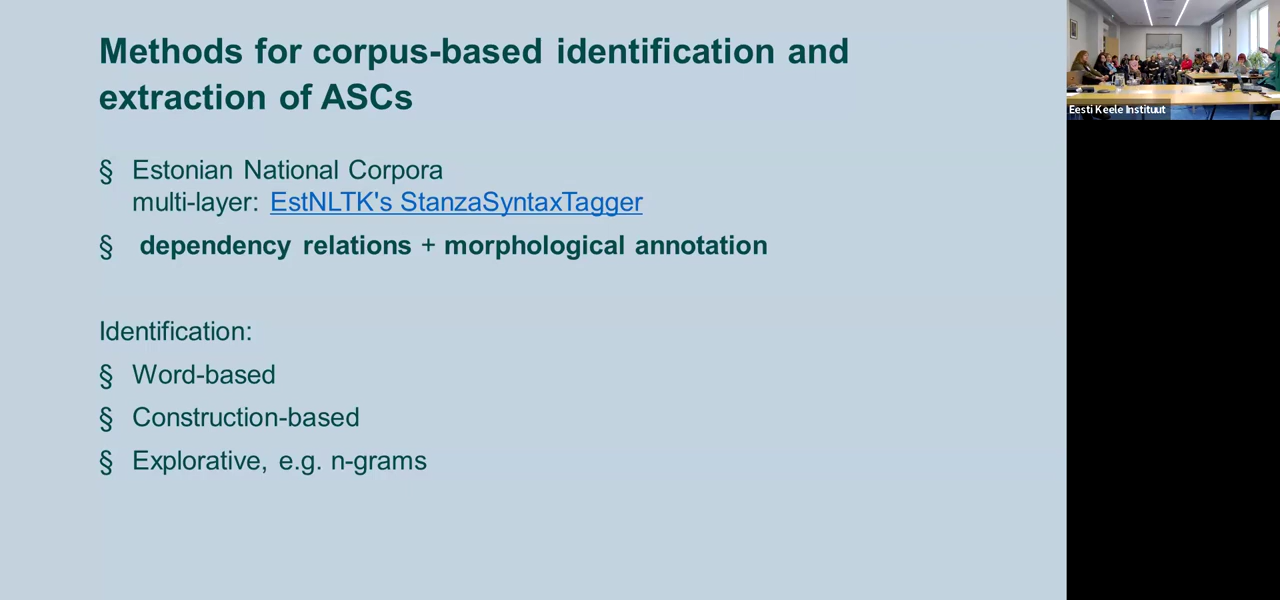 Methods for corpus-based identification and
extraction of ASCs
§ Estonian National Corpora
multi-layer: EstNLTK's StanzaSyntaxTagger
§ dependency relations + morphological annotation
Identification:
§ Word-based
§ Construction-based
§ Explorative, e.g. n-grams
Eesti Keele Instituut